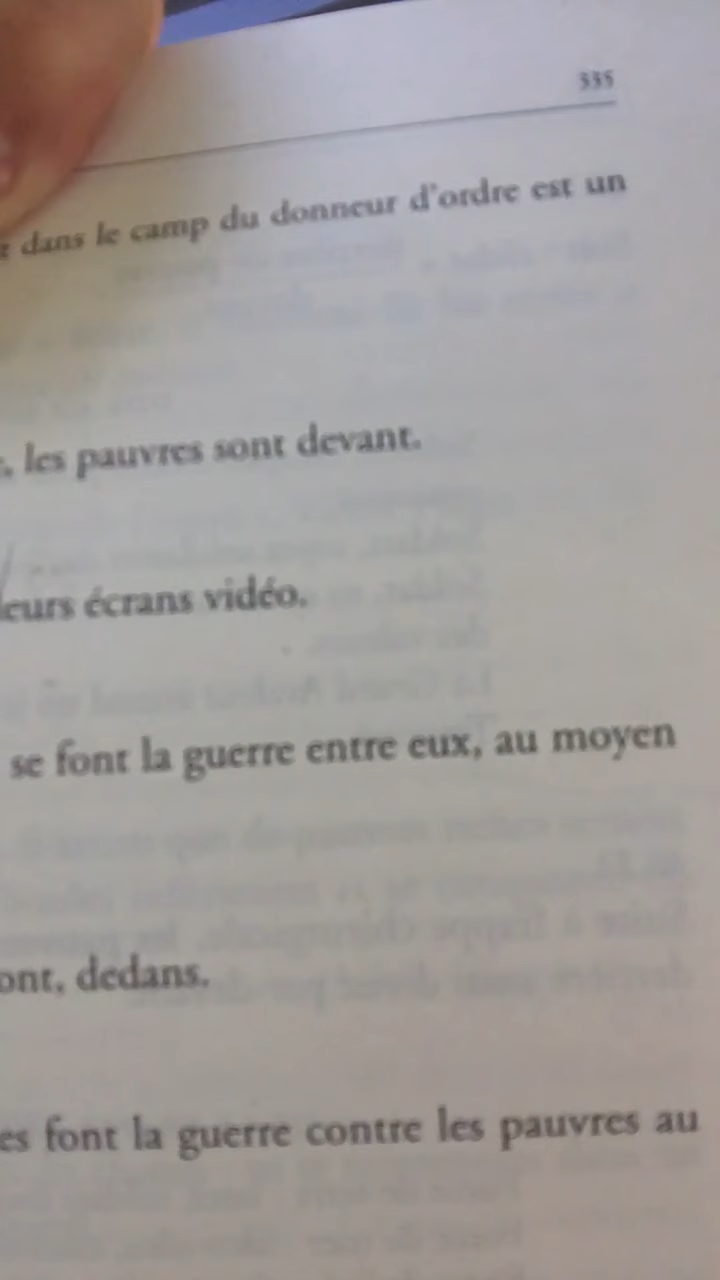 335
dans le camp du donneur d'ordre est un
, les pauvres sont devant.
leurs écrans vidéo.
se font la guerre entre eux, au moyen
ont, dedans.
es font la guerre contre les pauvres au